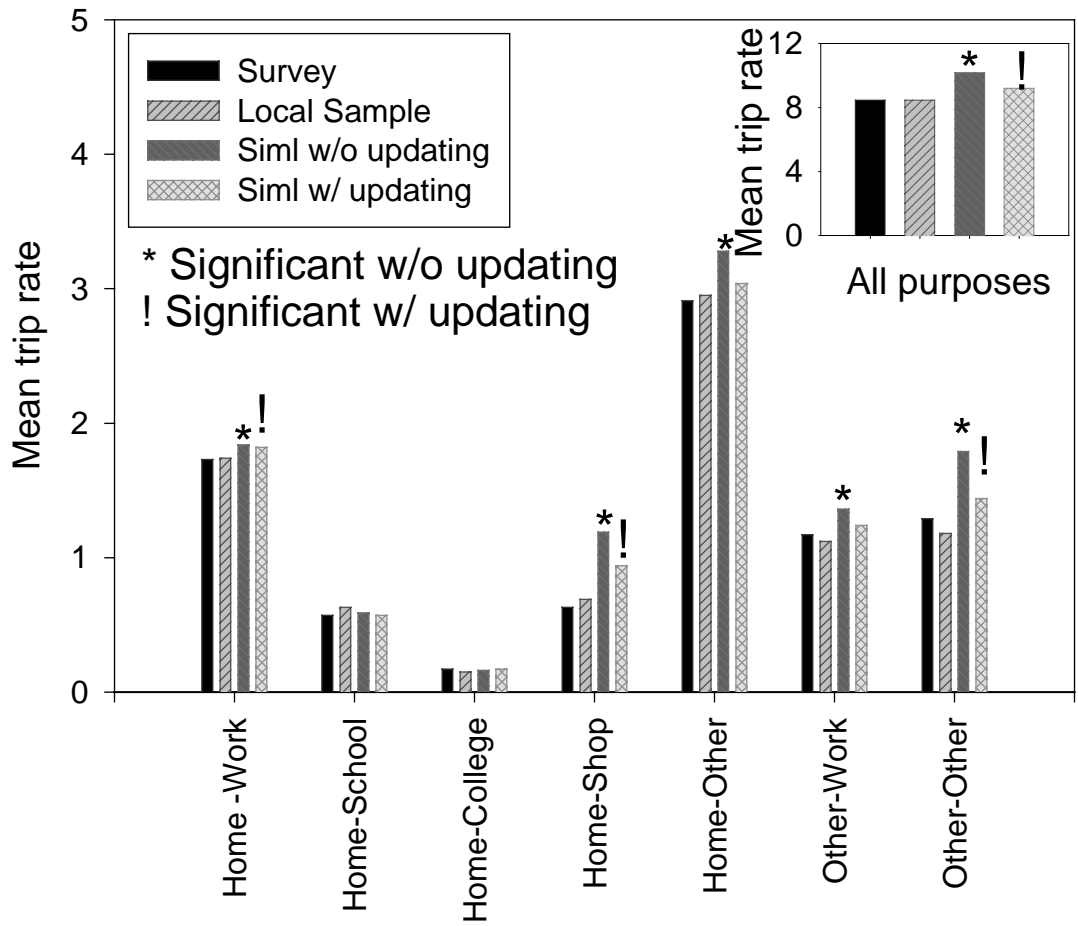 5
4
3
2
1
0
Mean trip rate
Survey
Local Sample
Siml w/o updating
Siml w/ updating
* Significant w/o updating
! Significant w/ updating
12
8
4
0
Mean trip rate
* !
All purposes
* !
* !
*
*
* !
Home -Work
Home-School
Home-College
Home-Shop
Home-Other
Other-Work
Other-Other